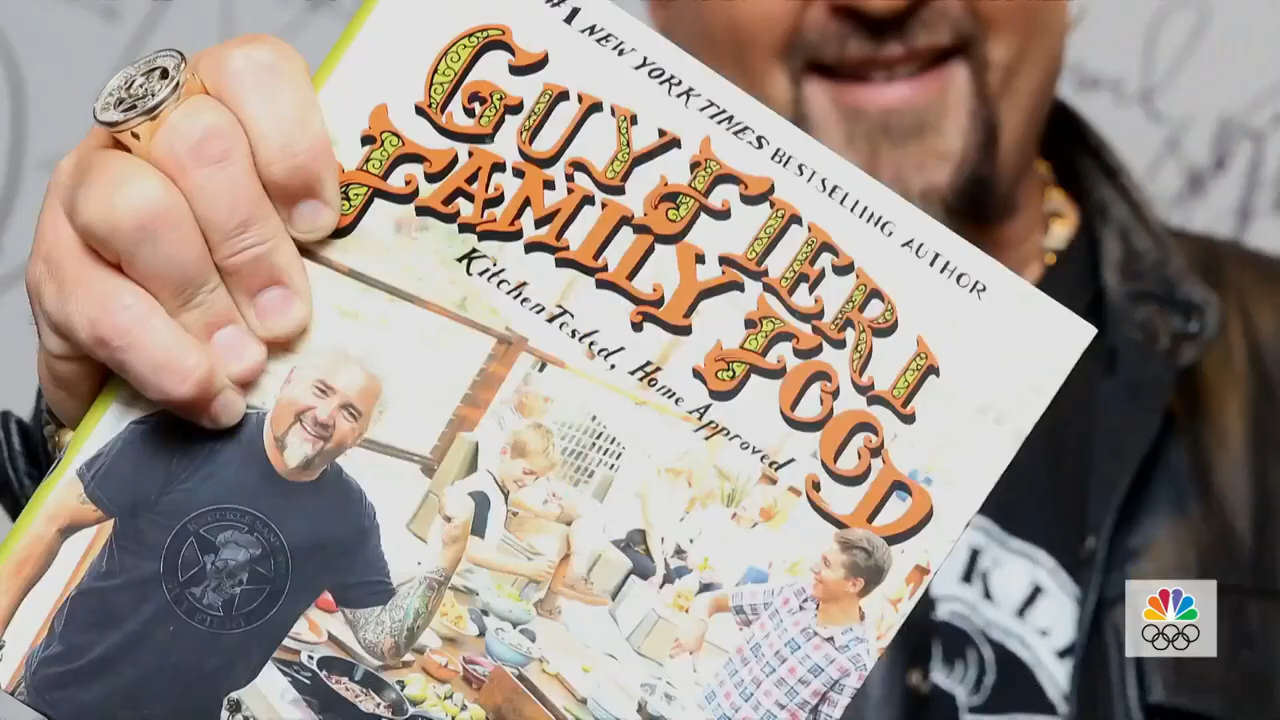 #1 NEW YORK TIMES BESTSELLING AUTHOR
GUY FIERI
FAMILY FOOD
Kitchen Tested, Home Approved